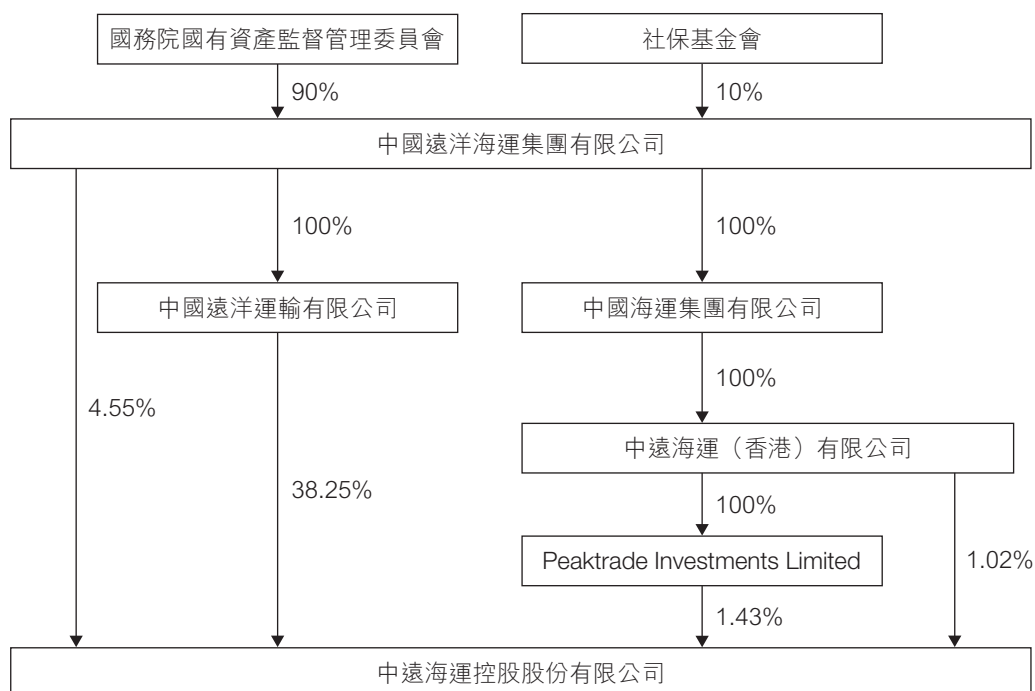 國務院國有資產監督管理委員會
社保基金會
90%
10%
中國遠洋海運集團有限公司
100%
100%
中國遠洋運輸有限公司
中國海運集團有限公司
100%
4.55%
中遠海運（香港）有限公司
38.25%
100%
Peaktrade Investments Limited
1.02%
1.43%
中遠海運控股股份有限公司